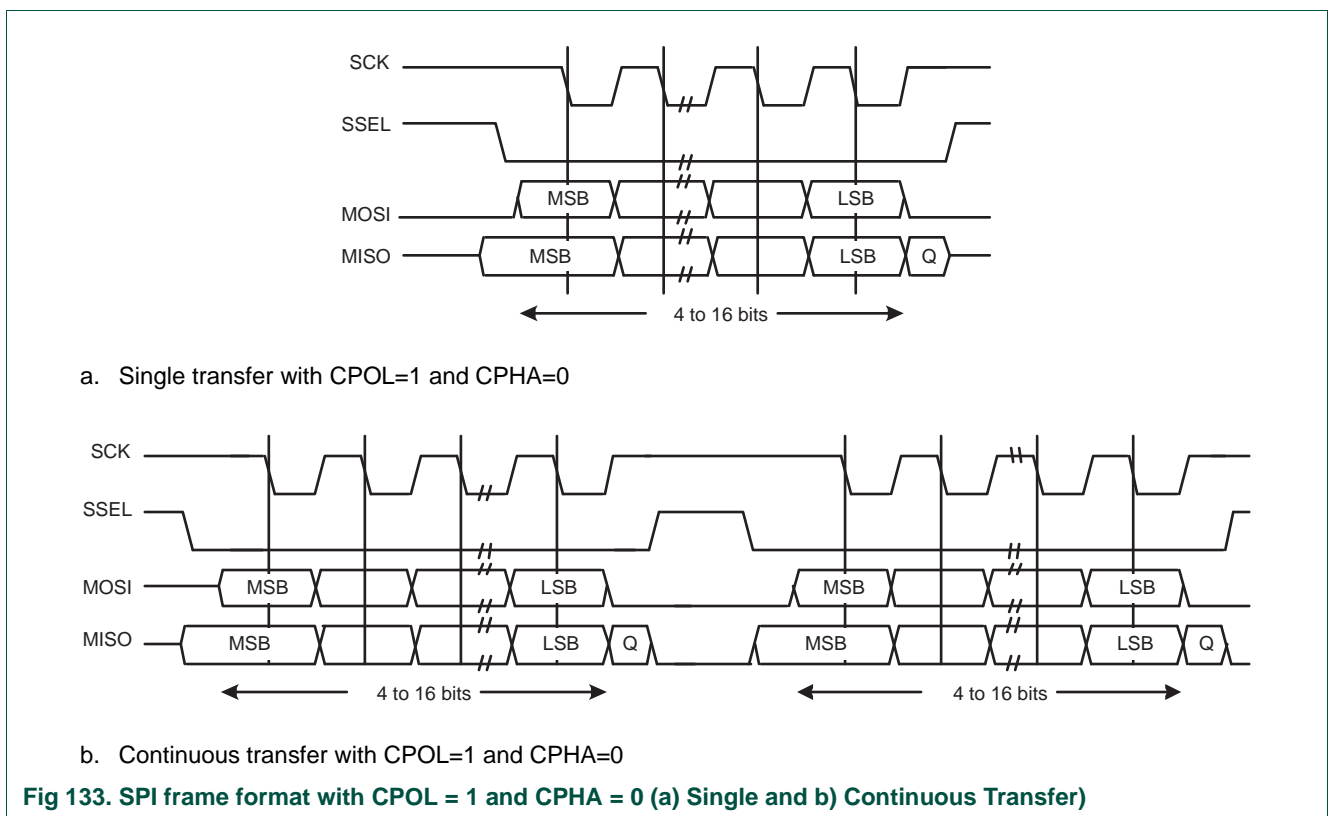 SCK
SSEL
MOSI
MSB
LSB
MISO
MSB
LSB
Q
4 to 16 bits
a. Single transfer with CPOL=1 and CPHA=0
SCK
SSEL
MOSI
MSB
LSB
MSB
LSB
MISO
MSB
LSB
Q
MSB
LSB
Q
4 to 16 bits
4 to 16 bits
b. Continuous transfer with CPOL=1 and CPHA=0
Fig 133. SPI frame format with CPOL = 1 and CPHA = 0 (a) Single and b) Continuous Transfer)